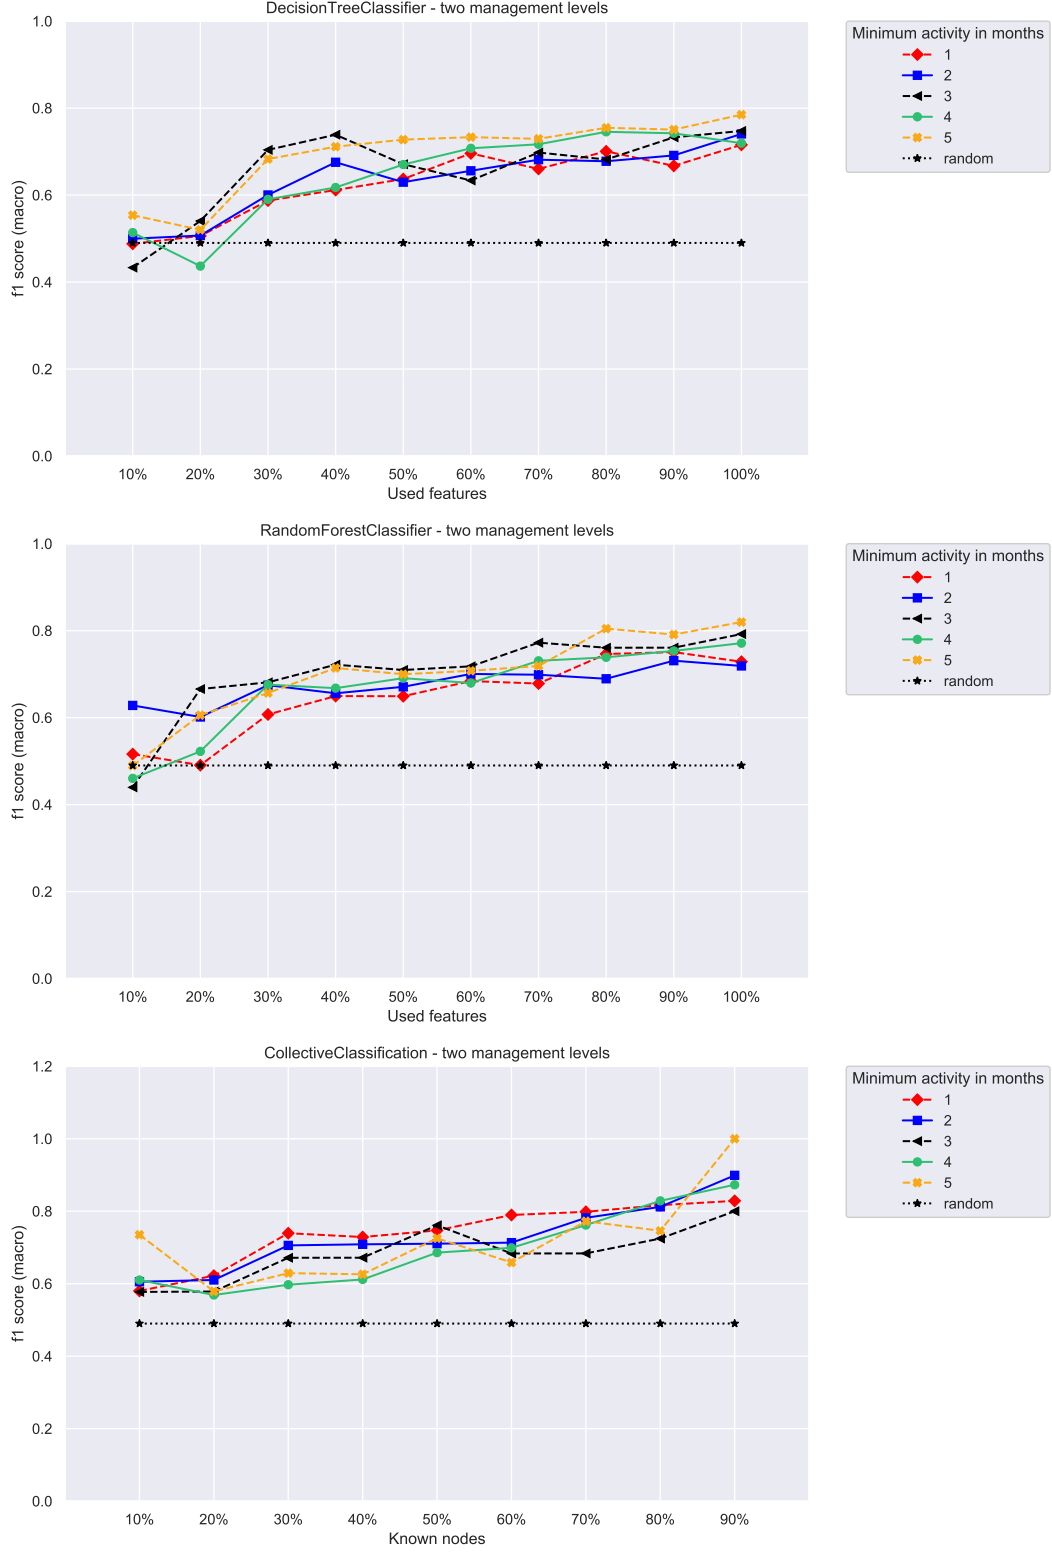 DecisionTreeClassifier - two management levels
1.0
0.8
0.6
0.4
0.2
0.0
f1 score (macro)
10% 20% 30% 40% 50% 60% 70% 80% 90% 100%
Used features
Minimum activity in months
1
2
3
4
5
random
RandomForestClassifier - two management levels
1.0
0.8
0.6
0.4
0.2
0.0
f1 score (macro)
10% 20% 30% 40% 50% 60% 70% 80% 90% 100%
Used features
Minimum activity in months
1
2
3
4
5
random
CollectiveClassification - two management levels
1.2
1.0
0.8
0.6
0.4
0.2
0.0
f1 score (macro)
10% 20% 30% 40% 50% 60% 70% 80% 90%
Known nodes
Minimum activity in months
1
2
3
4
5
random